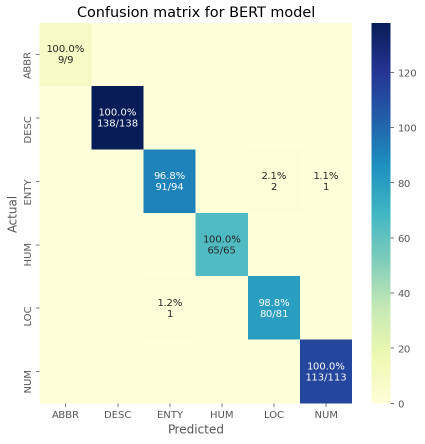 Confusion matrix for BERT model
Actual
ABBR
100.0%
9/9
DESC
100.0%
138/138
ENTY
96.8%
91/94
2.1%
2
1.1%
1
HUM
100.0%
65/65
LOC
1.2%
1
98.8%
80/81
NUM
100.0%
113/113
ABBR DESC ENTY HUM LOC NUM
Predicted
120
100
80
60
40
20
0